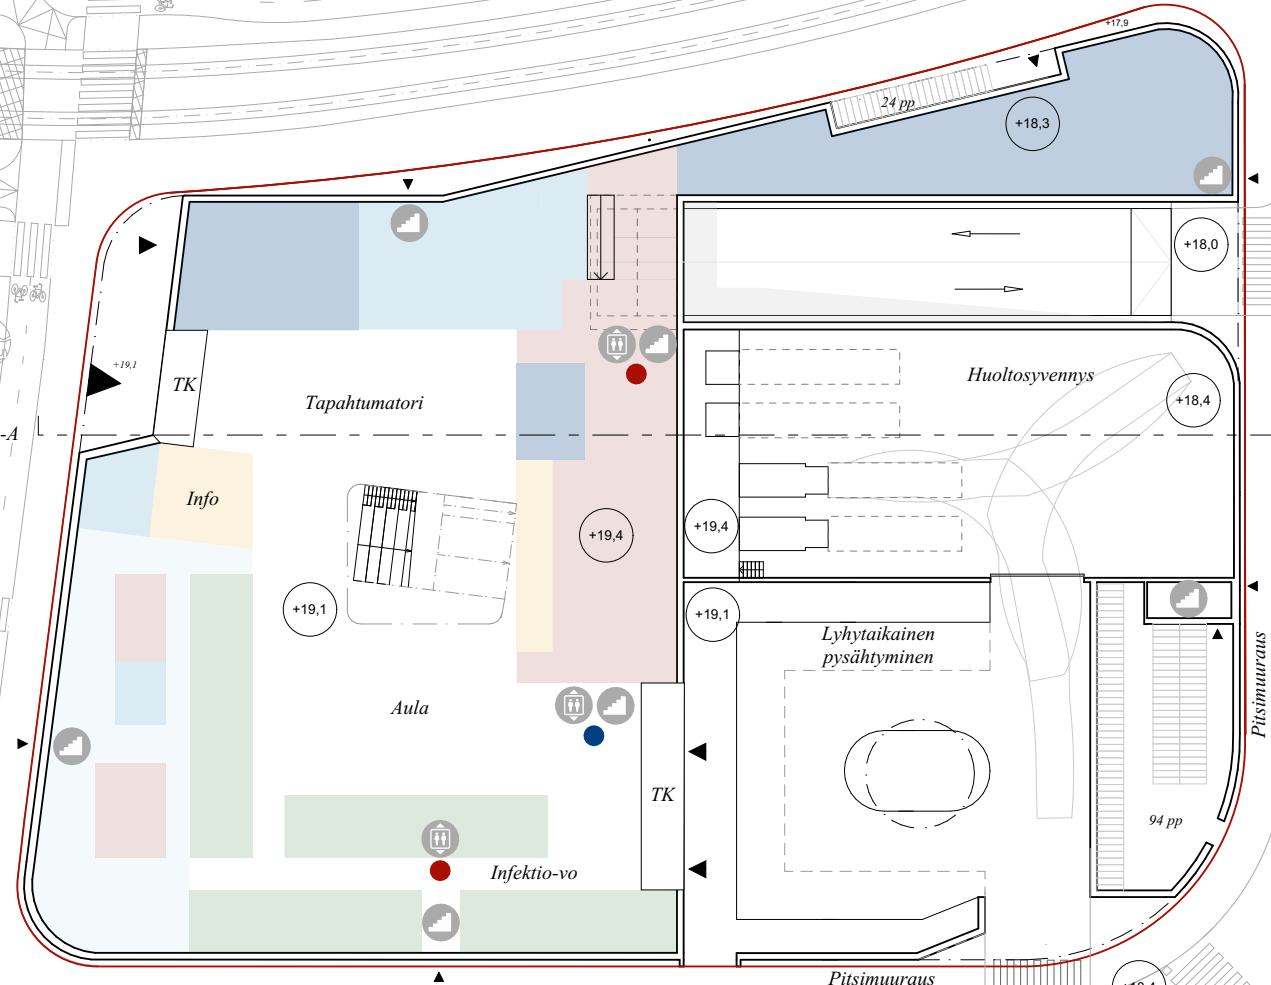 +17,9
24 pp
+18,3
+18,0
+19,1
TK
Tapahtumatori
Huoltosyvennys
+18,4
-A
Info
+19,4
+19,4
+19,1
+19,1
Lyhytaikainen
pysähtyminen
Aula
Pitsimuuraus
TK
94 pp
Infektio-vo
Pitsimuuraus